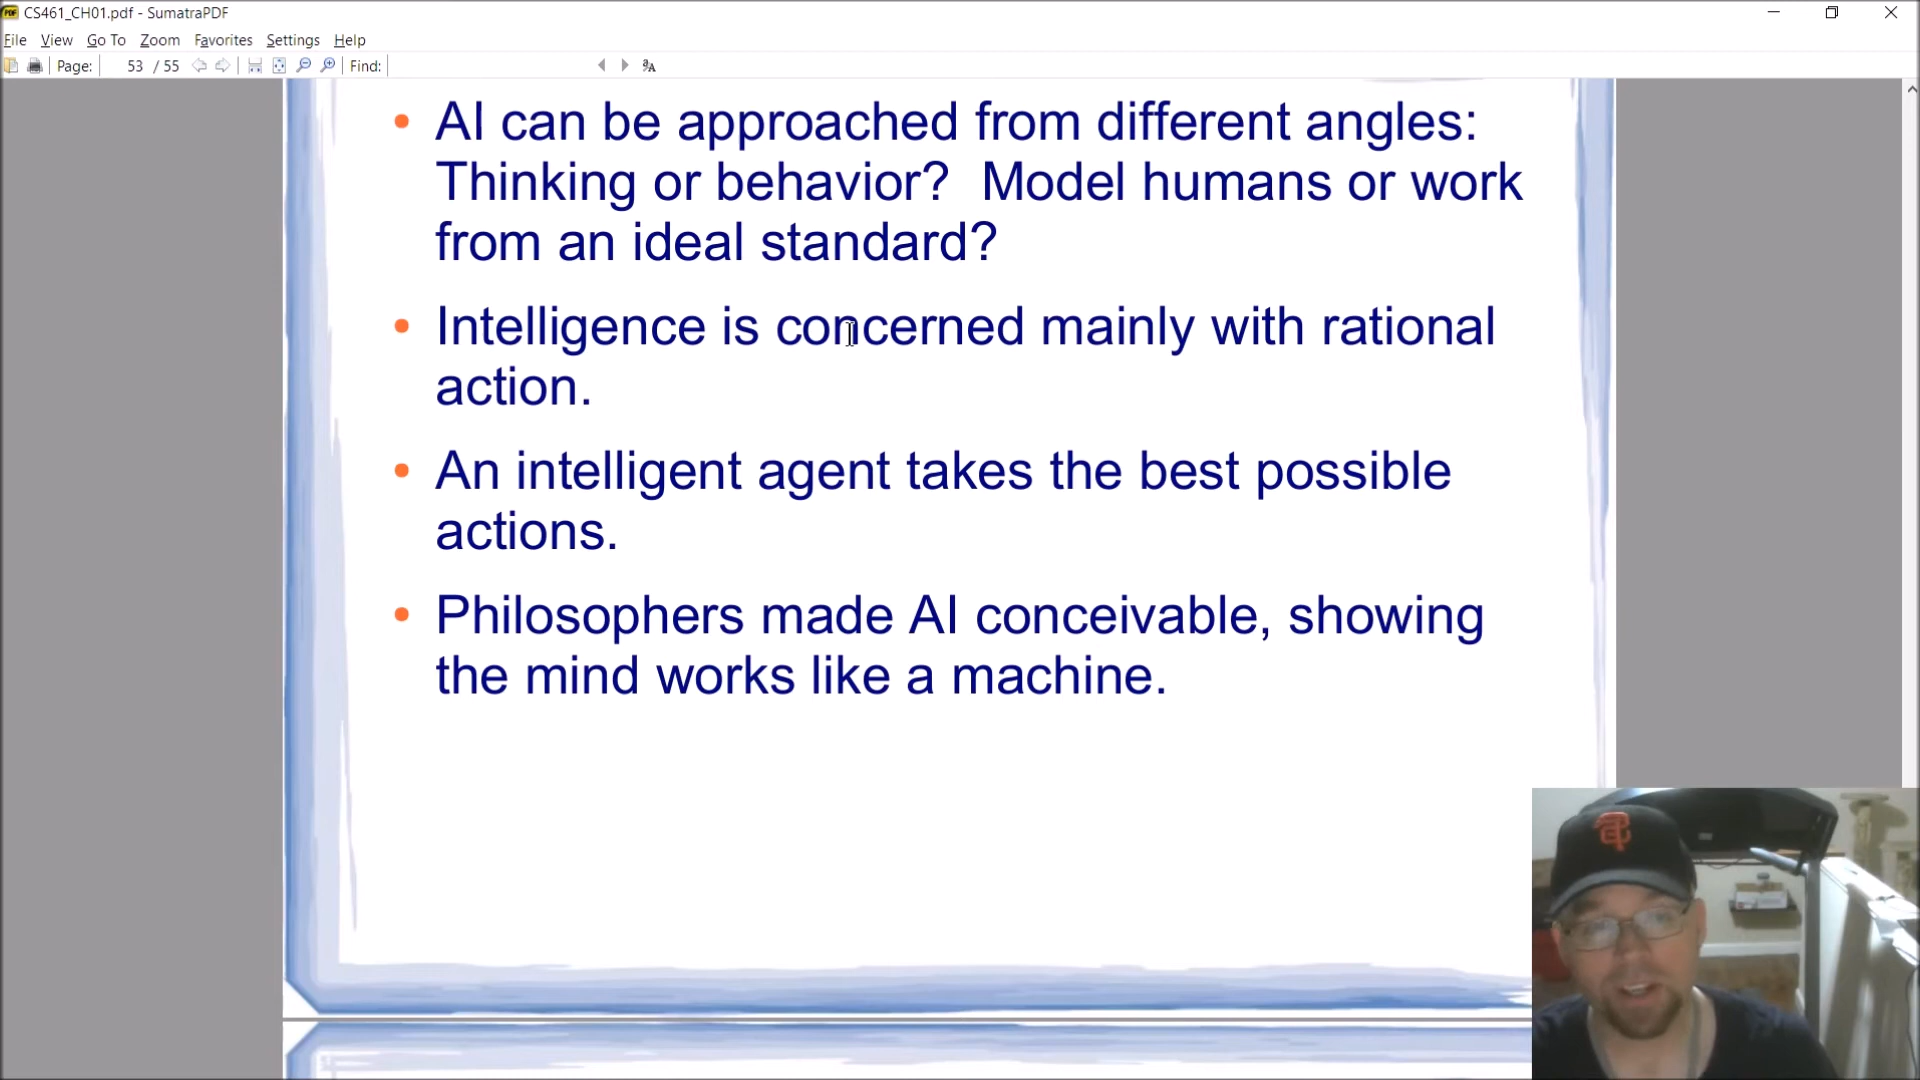 CS461_CH01.pdf - SumatraPDF
File View Go To Zoom Favorites Settings Help
Page: 53 / 55 Find:
• AI can be approached from different angles:
Thinking or behavior? Model humans or work
from an ideal standard?
• Intelligence is concerned mainly with rational
action.
• An intelligent agent takes the best possible
actions.
• Philosophers made AI conceivable, showing
the mind works like a machine.